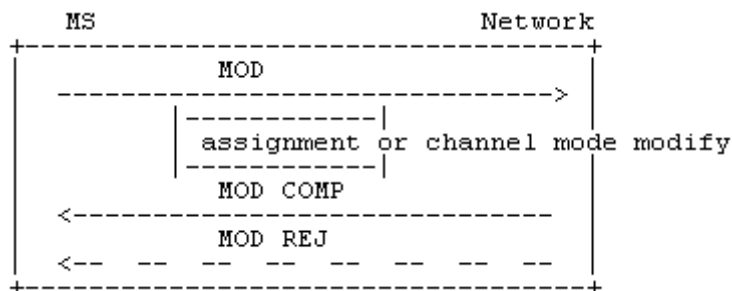 MS Network
MOD
assignment or channel mode modify
MOD COMP
MOD REJ